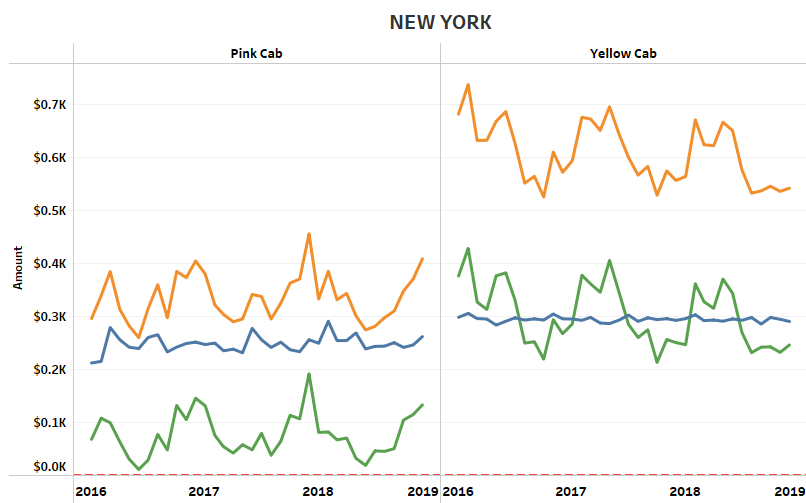 NEW YORK
Pink Cab
Yellow Cab
$0.7K
$0.6K
$0.5K
$0.4K
$0.3K
$0.2K
$0.1K
$0.0K
Amount
2016 2017 2018 2019 2016 2017 2018 2019